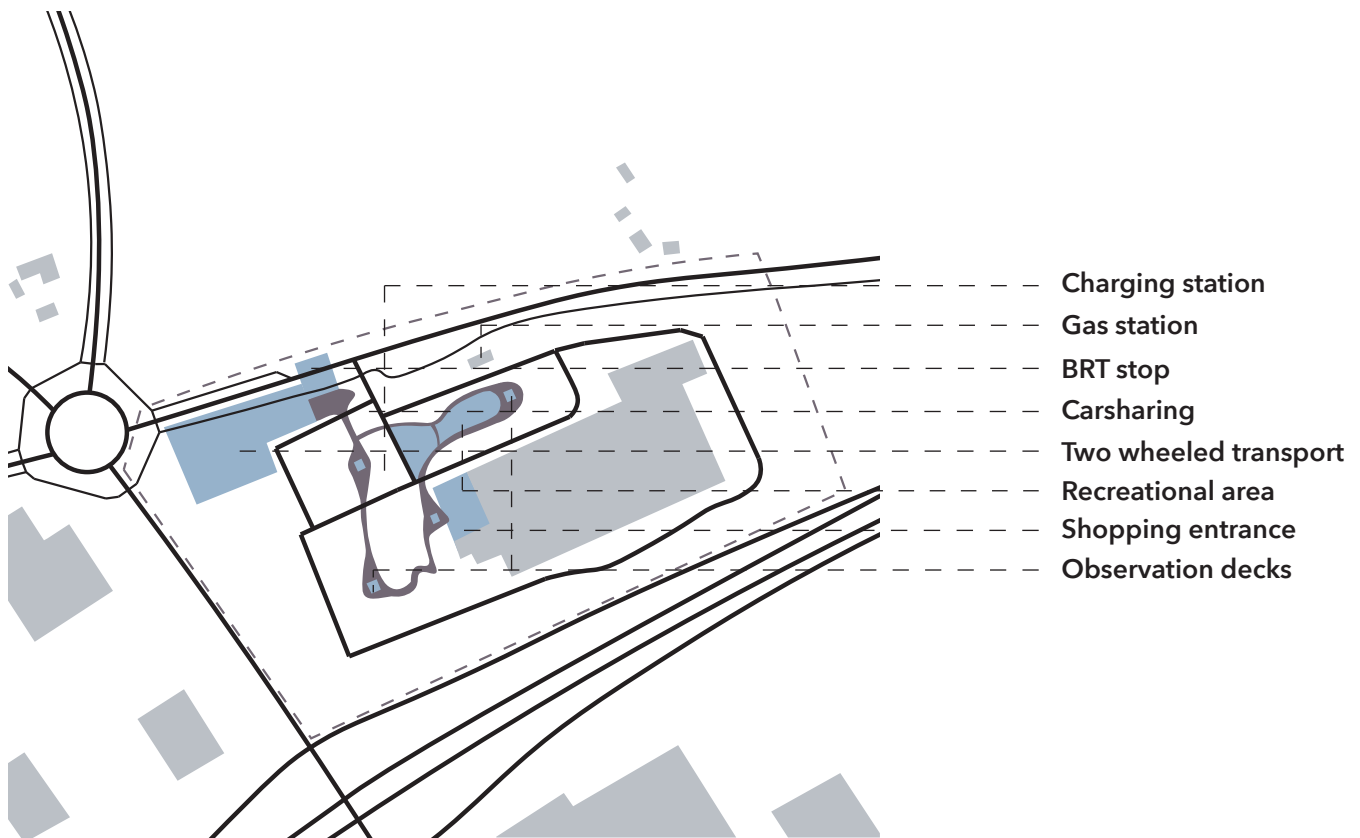 Charging station
Gas station
BRT stop
Carsharing
Two wheeled transport
Recreational area
Shopping entrance
Observation decks